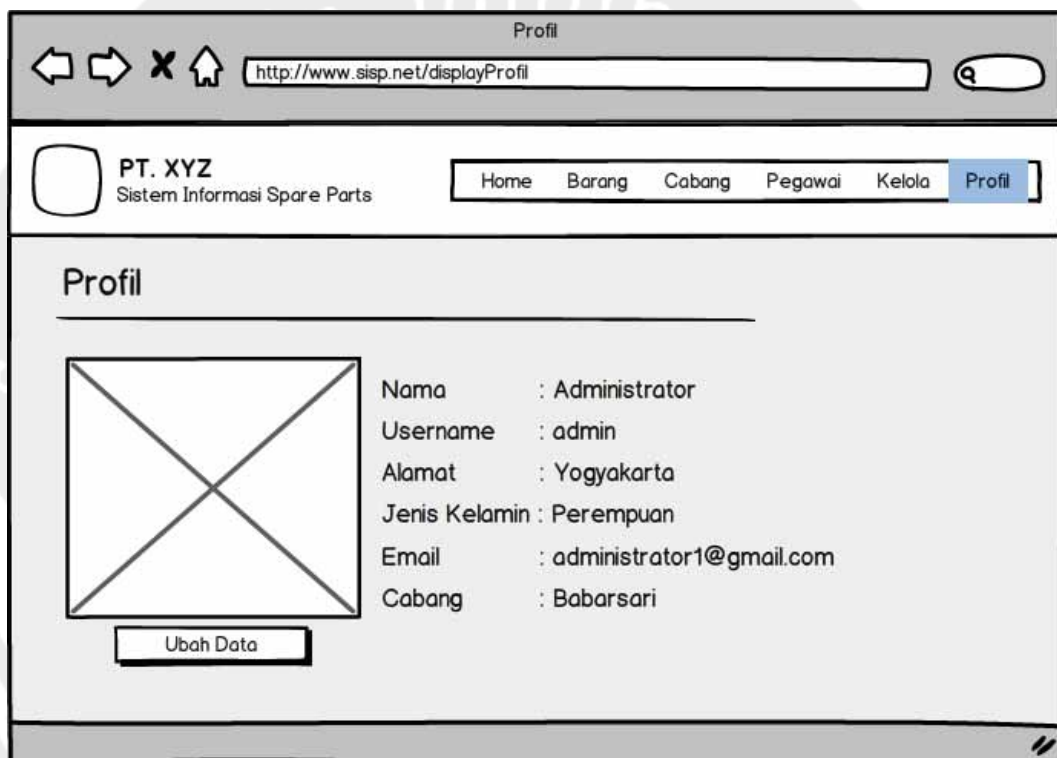 Profil
http://www.sisp.net/displayProfil
PT. XYZ
Sistem Informasi Spare Parts
Home Barang Cabang Pegawai Kelola Profil
Profil
Nama : Administrator
Username : admin
Alamat : Yogyakarta
Jenis Kelamin : Perempuan
Email : administrator1@gmail.com
Cabang : Babarsari
Ubah Data